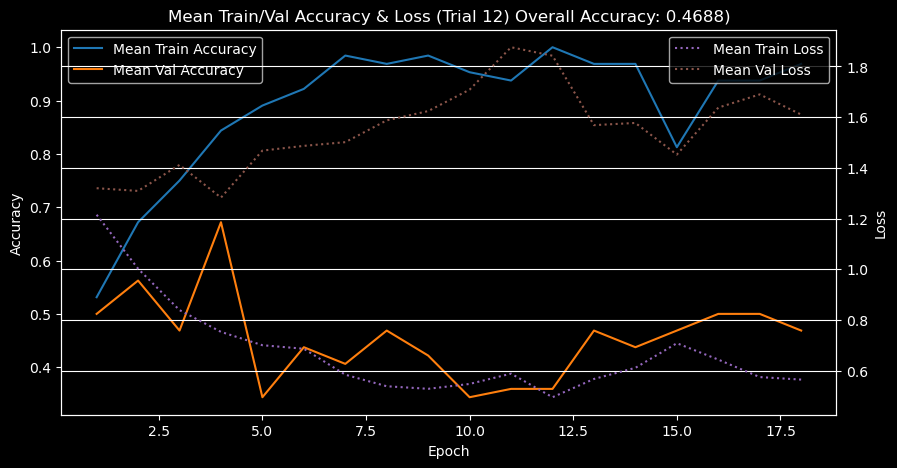 Mean Train/Val Accuracy & Loss (Trial 12) Overall Accuracy: 0.4688)
Mean Train Accuracy
Mean Val Accuracy
Mean Train Loss
Mean Val Loss
Accuracy
1.0
0.9
0.8
0.7
0.6
0.5
0.4
1.8
1.6
1.4
1.2
1.0
0.8
0.6
Loss
2.5
5.0
7.5
10.0
12.5
15.0
17.5
Epoch